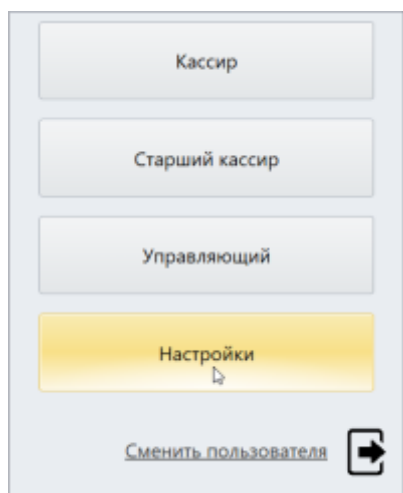 Кассир
Старший кассир
Управляющий
Настройки
Сменить пользователя